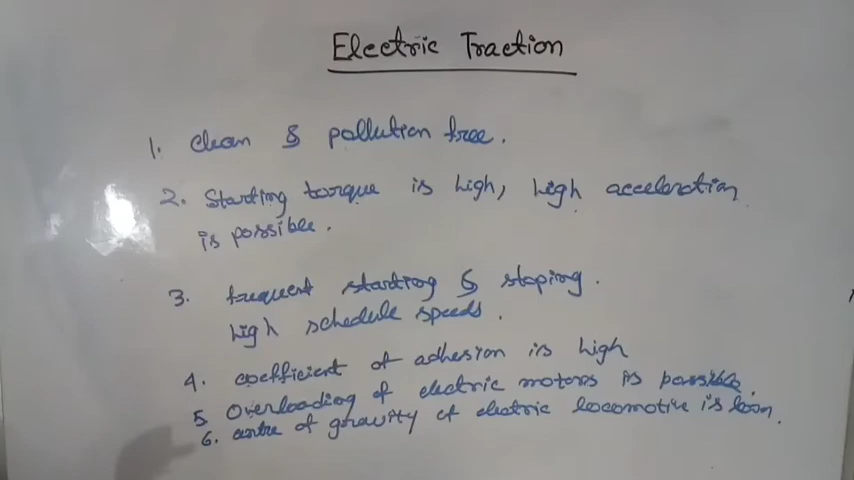 Electric Traction
1. Clean & pollution free.
2. Starting torque is high, high acceleration
is possible.
3. frequent starting & stoping.
high schedule speeds.
4. coefficient of adhesion is high
5 Overloading of electric motors is possible.
6. centre of gravity of electric locomotive is